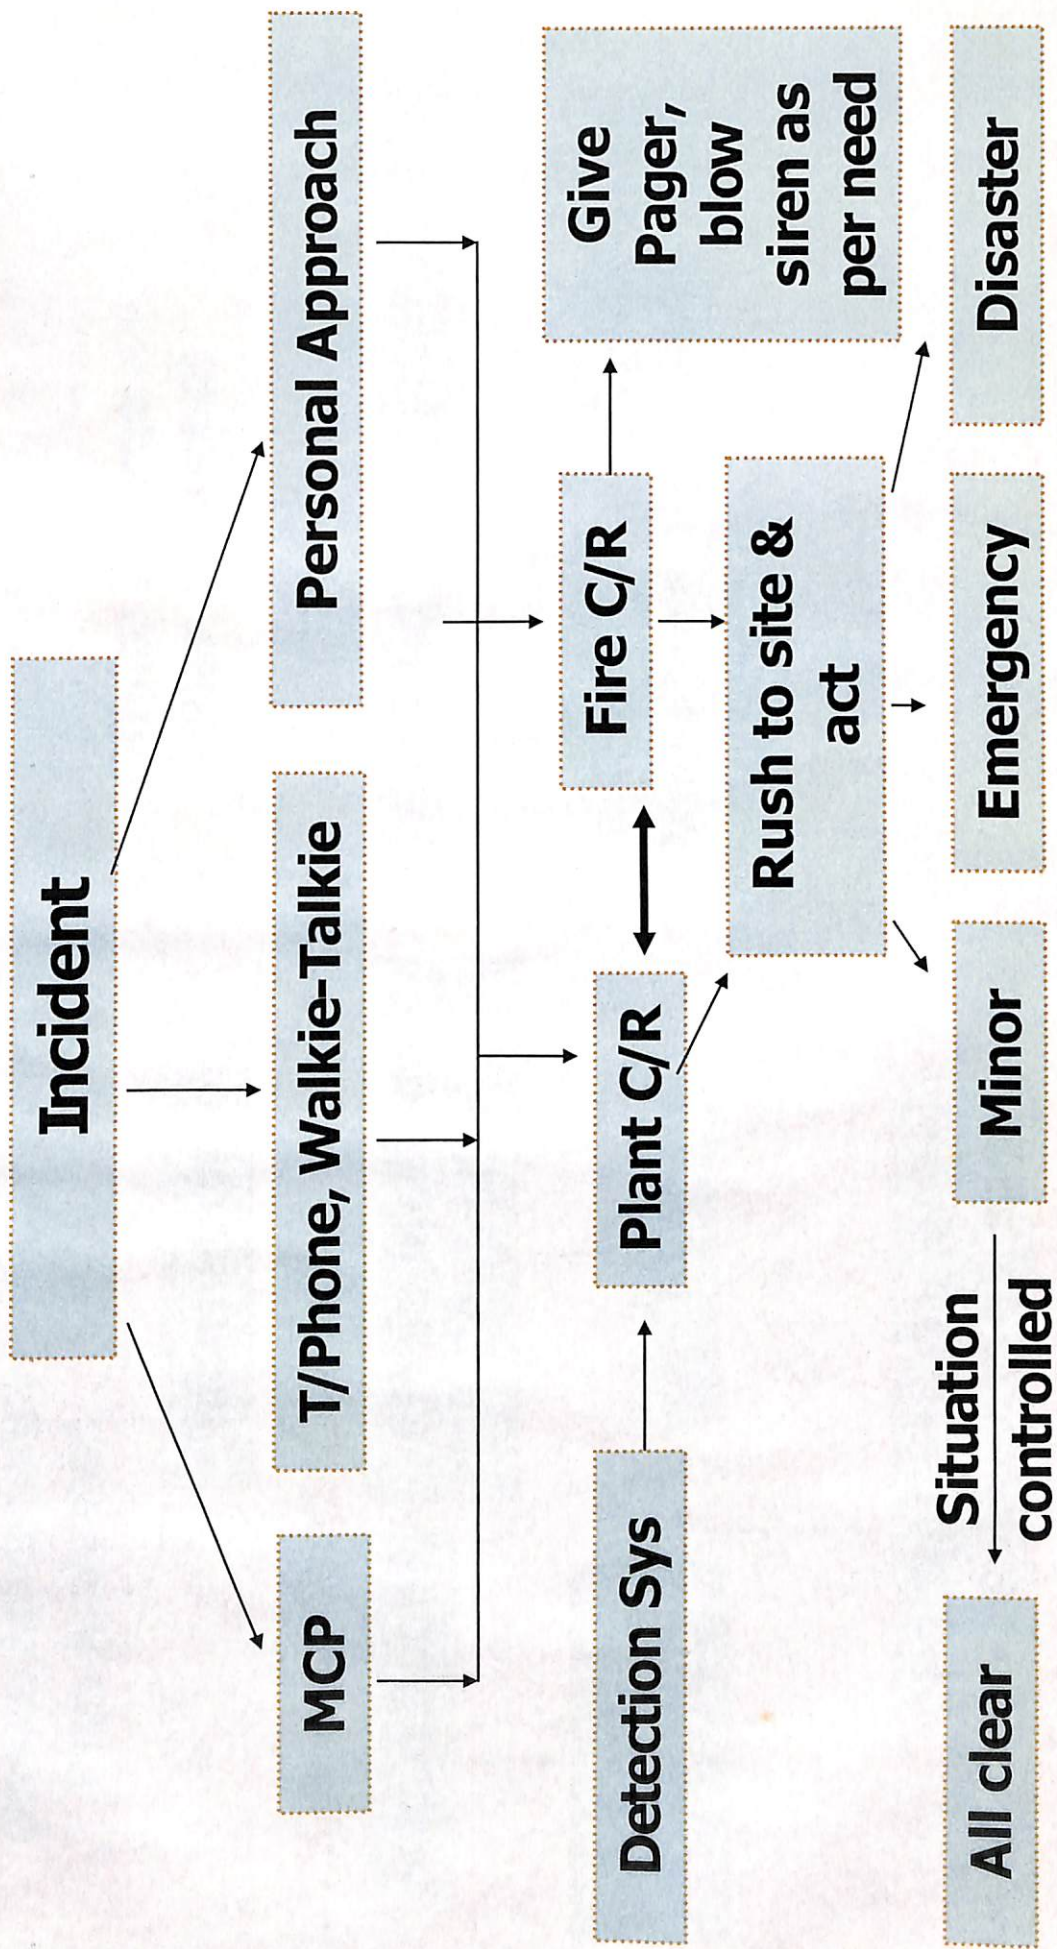 Incident
MCP
T/Phone, Walkie-Talkie
Personal Approach
Detection Sys
Plant C/R
Fire C/R
Give
Pager,
blow
siren as
per need
Rush to site &
act
All clear
Situation
controlled
Minor
Emergency
Disaster